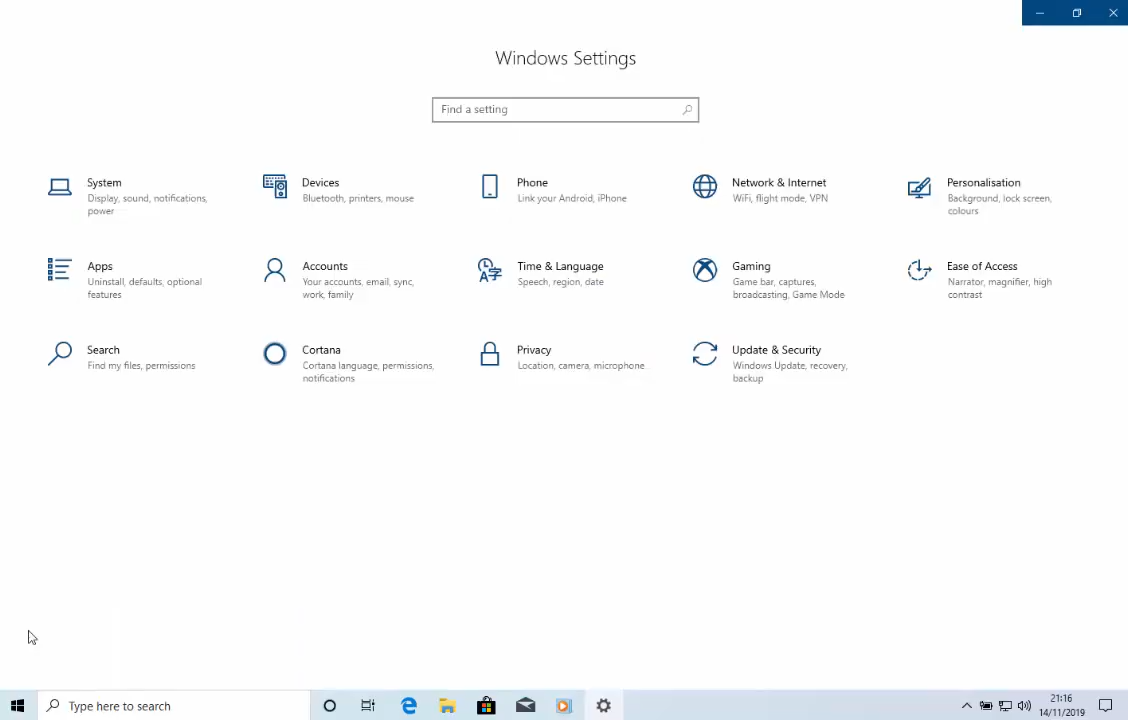 Windows Settings
Find a setting
System
Display, sound, notifications,
power
Devices
Bluetooth, printers, mouse
Phone
Link your Android, iPhone
Network & Internet
WiFi, flight mode, VPN
Personalisation
Background, lock screen,
colours
Apps
Uninstall, defaults, optional
features
Accounts
Your accounts, email, sync,
work, family
Time & Language
Speech, region, date
Gaming
Game bar, captures,
broadcasting, Game Mode
Ease of Access
Narrator, magnifier, high
contrast
Search
Find my files, permissions
Cortana
Cortana language, permissions,
notifications
Privacy
Location, camera, microphone
Update & Security
Windows Update, recovery,
backup
Type here to search
21:16
14/11/2019